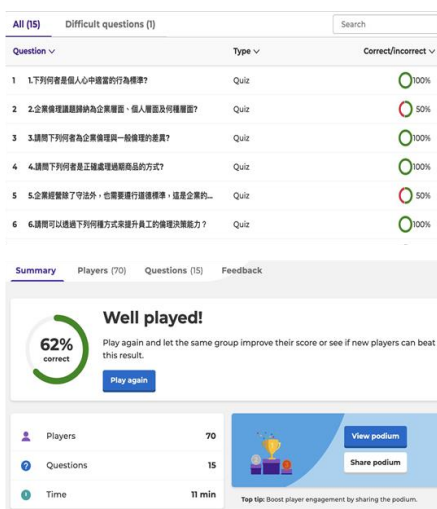 All (15) Difficult questions (1) Search
Question Type Correct/incorrect
1 1.下列何者是個人心中適當的行為標準? Quiz 100%
2 2.企業倫理議題歸納為企業層面、個人層面及何種層面? Quiz 50%
3 3.請問下列何者為企業倫理與一般倫理的差異? Quiz 100%
4 4.請問下列何者是正確處理過期商品的方式? Quiz 100%
5 5.企業經營除了守法外，也需要遵行道德標準，這是企業的... Quiz 50%
6 6.請問可以透過下列何種方式來提升員工的倫理決策能力？ Quiz 100%
Summary Players (70) Questions (15) Feedback
Well played!
62%
correct
Play again and let the same group improve their score or see if new players can beat
this result.
Play again
Players 70
Questions 15
Time 11 min
View podium
Share podium
Top tip: Boost player engagement by sharing the podium.